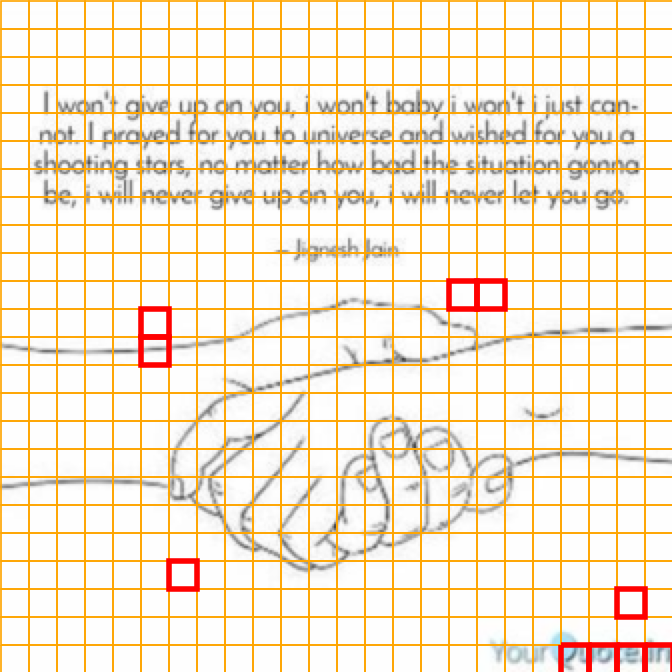 I won't give up on you, i won't baby i won't i just can-
not. I prayed for you to universe and wished for you a
shooting stars, no matter how bad the situation gonna
be, i will never give up on you, i will never let you go.
-- Jignesh Jain
YourQuote.in